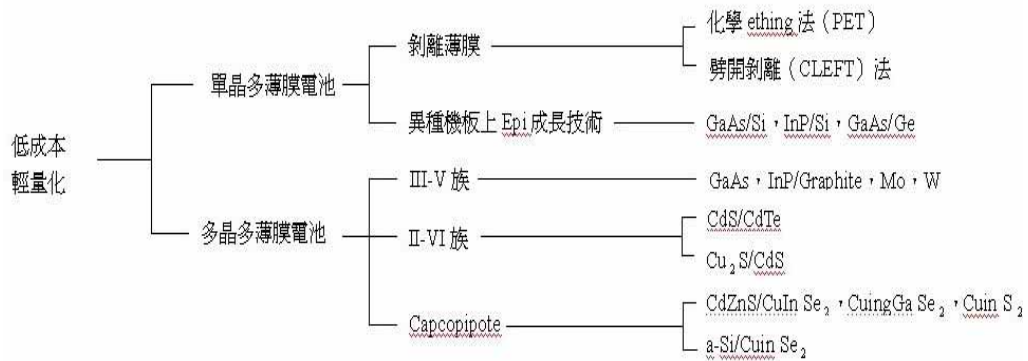 低成本
輕量化
單晶多薄膜電池
剝離薄膜
化學 ething 法（PET）
劈開剝離（CLEFT）法
異種機板上 Epi 成長技術
GaAs/Si，InP/Si，GaAs/Ge
多晶多薄膜電池
III-V 族
GaAs，InP/Graphite，Mo，W
II-VI 族
CdS/CdTe
Cu₂S/CdS
Capcopipote
CdZnS/CuIn Se₂，CuingGa Se₂，Cuin S₂
a-Si/Cuin Se₂